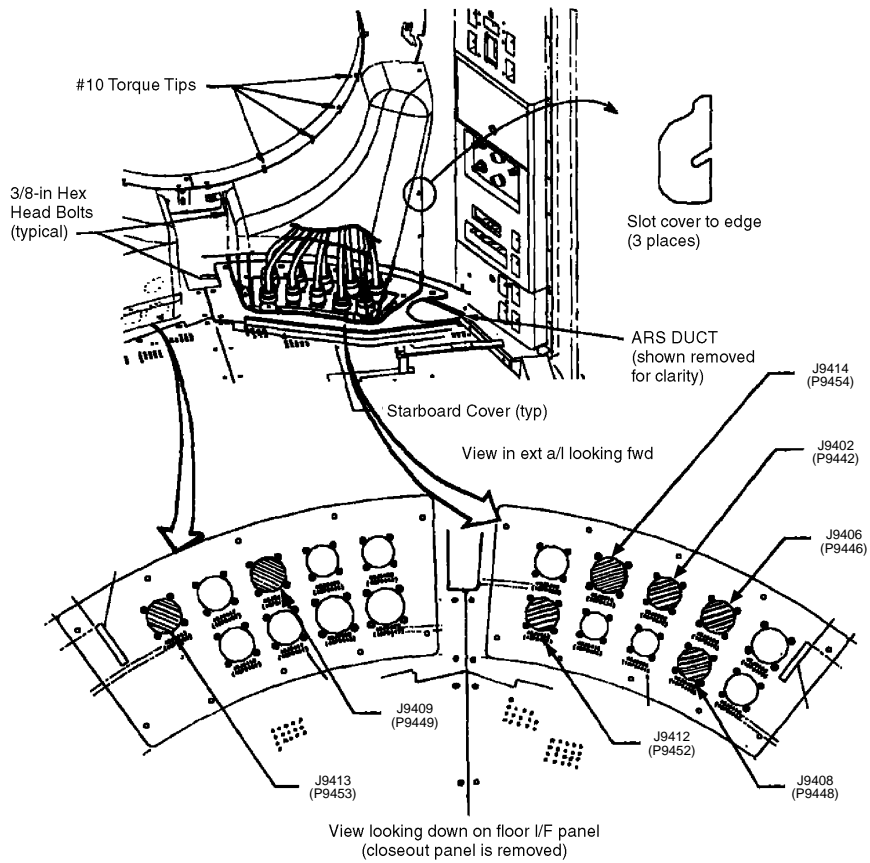 #10 Torque Tips
3/8-in Hex
Head Bolts
(typical)
Slot cover to edge
(3 places)
ARS DUCT
(shown removed
for clarity)
Starboard Cover (typ)
View in ext a/l looking fwd
J9414
(P9454)
J9402
(P9442)
J9406
(P9446)
J9409
(P9449)
J9412
(P9452)
J9413
(P9453)
J9408
(P9448)
View looking down on floor I/F panel
(closeout panel is removed)